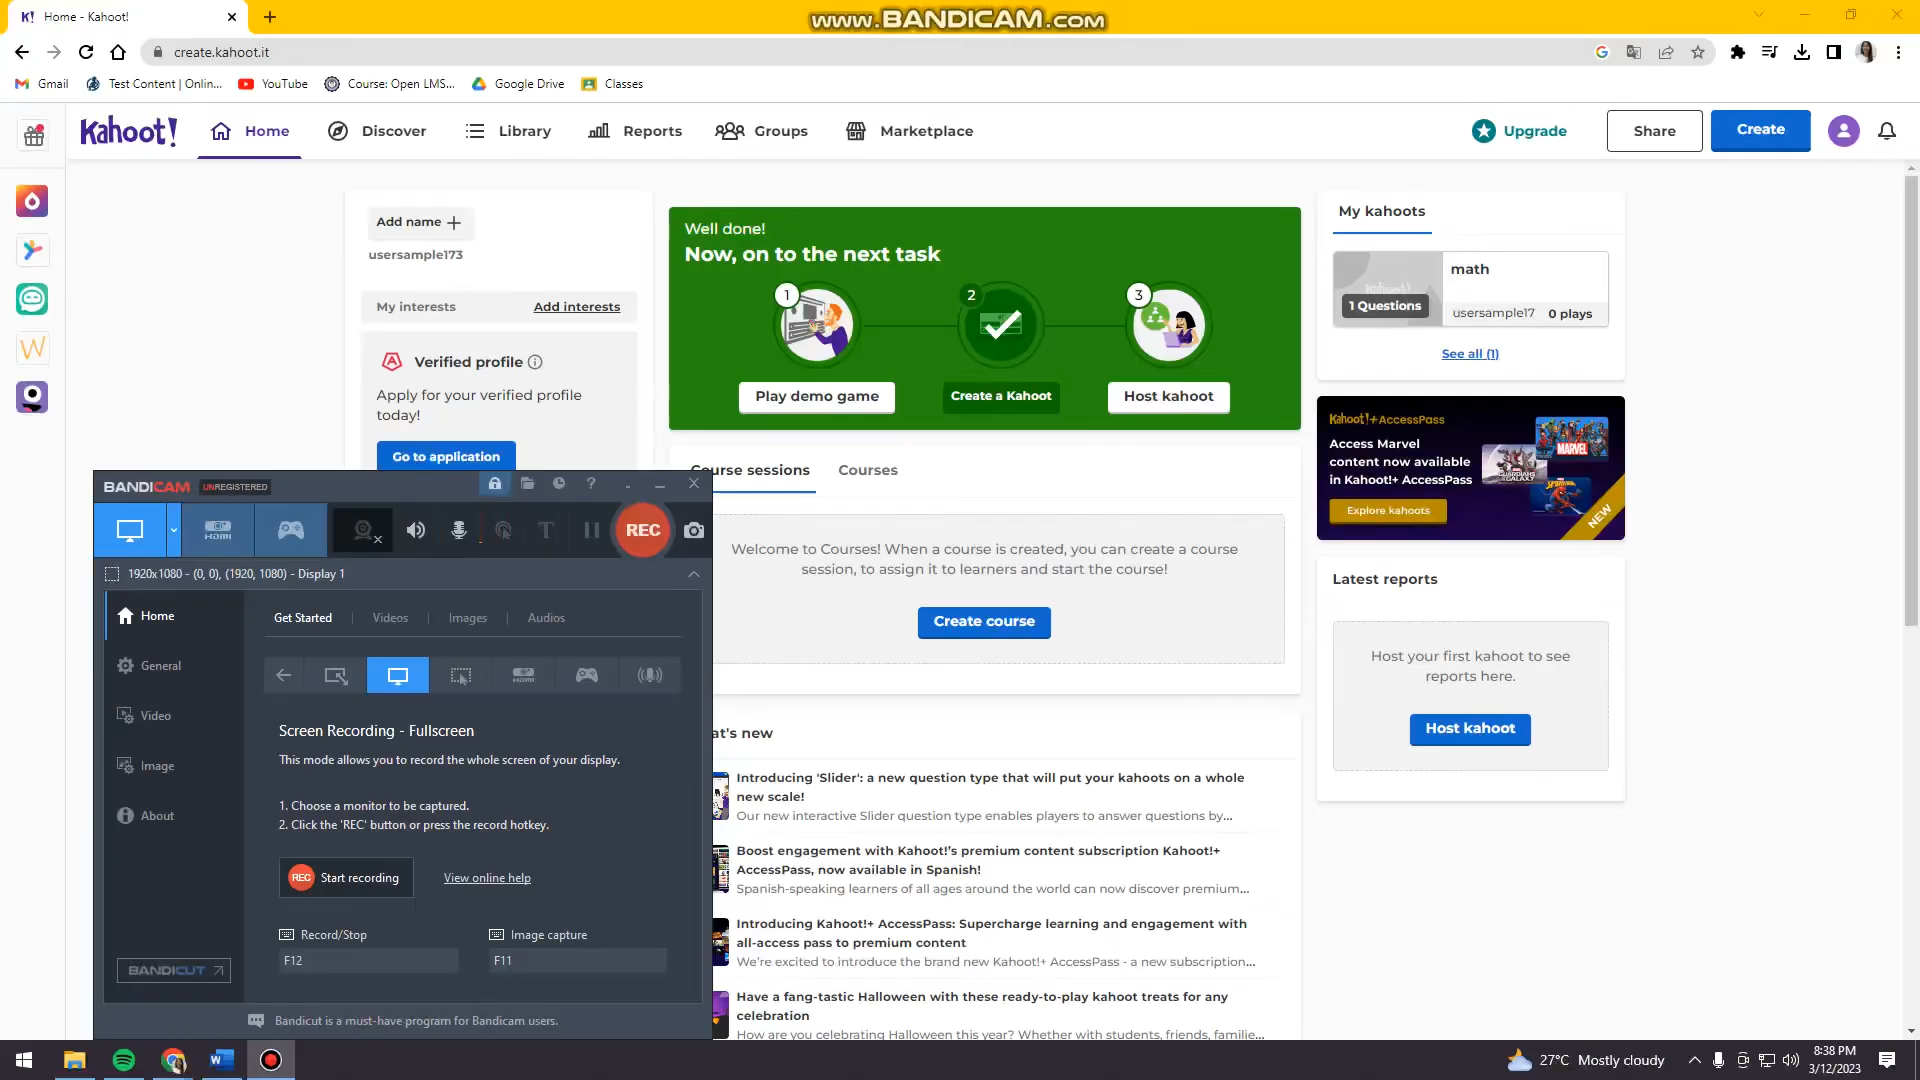 Home - Kahoot!
www.BANDICAM.COM
create.kahoot.it
Gmail
Test Content | Onlin...
YouTube
Course: Open LMS...
Google Drive
Classes
Kahoot!
Home
Discover
Library
Reports
Groups
Marketplace
Upgrade
Share
Create
Add name
usersample173
My interests
Add interests
Verified profile
Apply for your verified profile
today!
Go to application
Well done!
Now, on to the next task
1
2
3
Play demo game
Create a Kahoot
Host kahoot
My kahoots
math
1 Questions
usersample17
0 plays
See all (1)
Kahoot!+AccessPass
Access Marvel
content now available
in Kahoot!+ AccessPass
Explore kahoots
MARVEL
NEW
Course sessions
Courses
Welcome to Courses! When a course is created, you can create a course
session, to assign it to learners and start the course!
Create course
Latest reports
Host your first kahoot to see
reports here.
Host kahoot
at's new
Introducing 'Slider': a new question type that will put your kahoots on a whole
new scale!
Our new interactive Slider question type enables players to answer questions by...
Boost engagement with Kahoot!'s premium content subscription Kahoot!+
AccessPass, now available in Spanish!
Spanish-speaking learners of all ages around the world can now discover premium...
Introducing Kahoot!+ AccessPass: Supercharge learning and engagement with
all-access pass to premium content
We're excited to introduce the brand new Kahoot!+ AccessPass - a new subscription...
Have a fang-tastic Halloween with these ready-to-play kahoot treats for any
celebration
How are you celebrating Halloween this year? Whether with students, friends, familie...
BANDICAM
UNREGISTERED
HDMI
REC
1920x1080 - (0, 0), (1920, 1080) - Display 1
Home
General
Video
Image
About
BANDICUT
Get Started
Videos
Images
Audios
Screen Recording - Fullscreen
This mode allows you to record the whole screen of your display.
1. Choose a monitor to be captured.
2. Click the 'REC' button or press the record hotkey.
REC
Start recording
View online help
Record/Stop
Image capture
F12
F11
Bandicut is a must-have program for Bandicam users.
27°C
Mostly cloudy
8:38 PM
3/12/2023